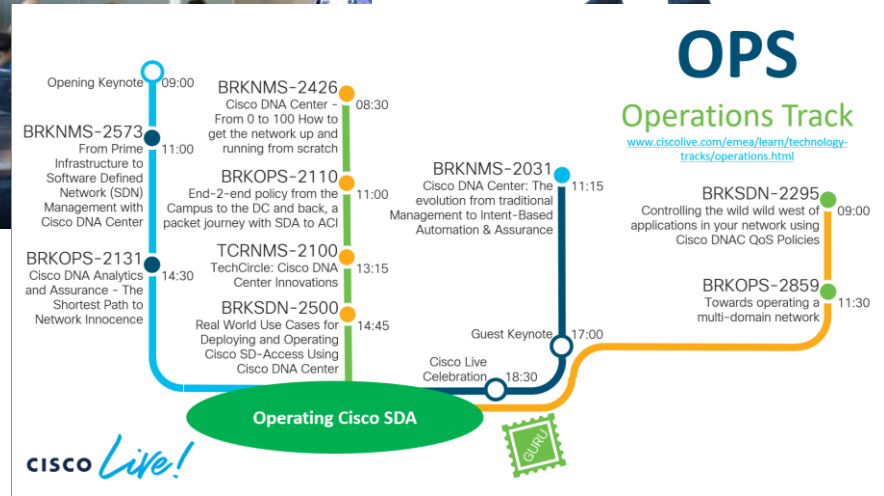 OPS
Operations Track
www.ciscolive.com/emea/learn/technology-
tracks/operations.html
Opening Keynote
09:00
BRKNMS-2573
11:00
From Prime
Infrastructure to
Software Defined
Network (SDN)
Management with
Cisco DNA Center
BRKOPS-2131
14:30
Cisco DNA Analytics
and Assurance - The
Shortest Path to
Network Innocence
BRKNMS-2426
08:30
Cisco DNA Center -
From 0 to 100 How to
get the network up and
running from scratch
BRKOPS-2110
11:00
End-2-end policy from the
Campus to the DC and back, a
packet journey with SDA to ACI
TCRNMS-2100
13:15
TechCircle: Cisco DNA
Center Innovations
BRKSDN-2500
14:45
Real World Use Cases for
Deploying and Operating
Cisco SD-Access Using
Cisco DNA Center
BRKNMS-2031
11:15
Cisco DNA Center: The
evolution from traditional
Management to Intent-Based
Automation & Assurance
Guest Keynote
17:00
Cisco Live
Celebration
18:30
BRKSDN-2295
09:00
Controlling the wild wild west of
applications in your network using
Cisco DNAC QoS Policies
BRKOPS-2859
11:30
Towards operating a
multi-domain network
Operating Cisco SDA
GURU
CISCO Live!